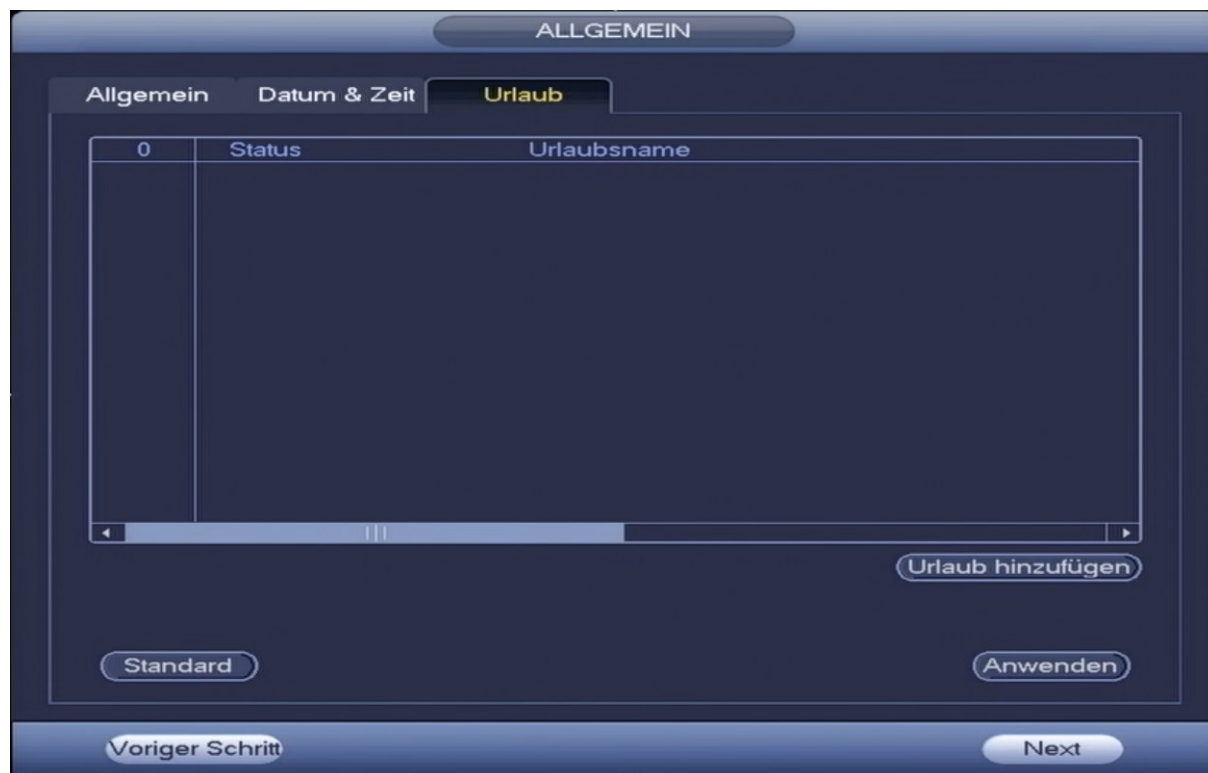 ALLGEMEIN
Allgemein Datum & Zeit Urlaub
0 Status Urlaubsname
Urlaub hinzufügen
Standard Anwenden
Voriger Schritt Next